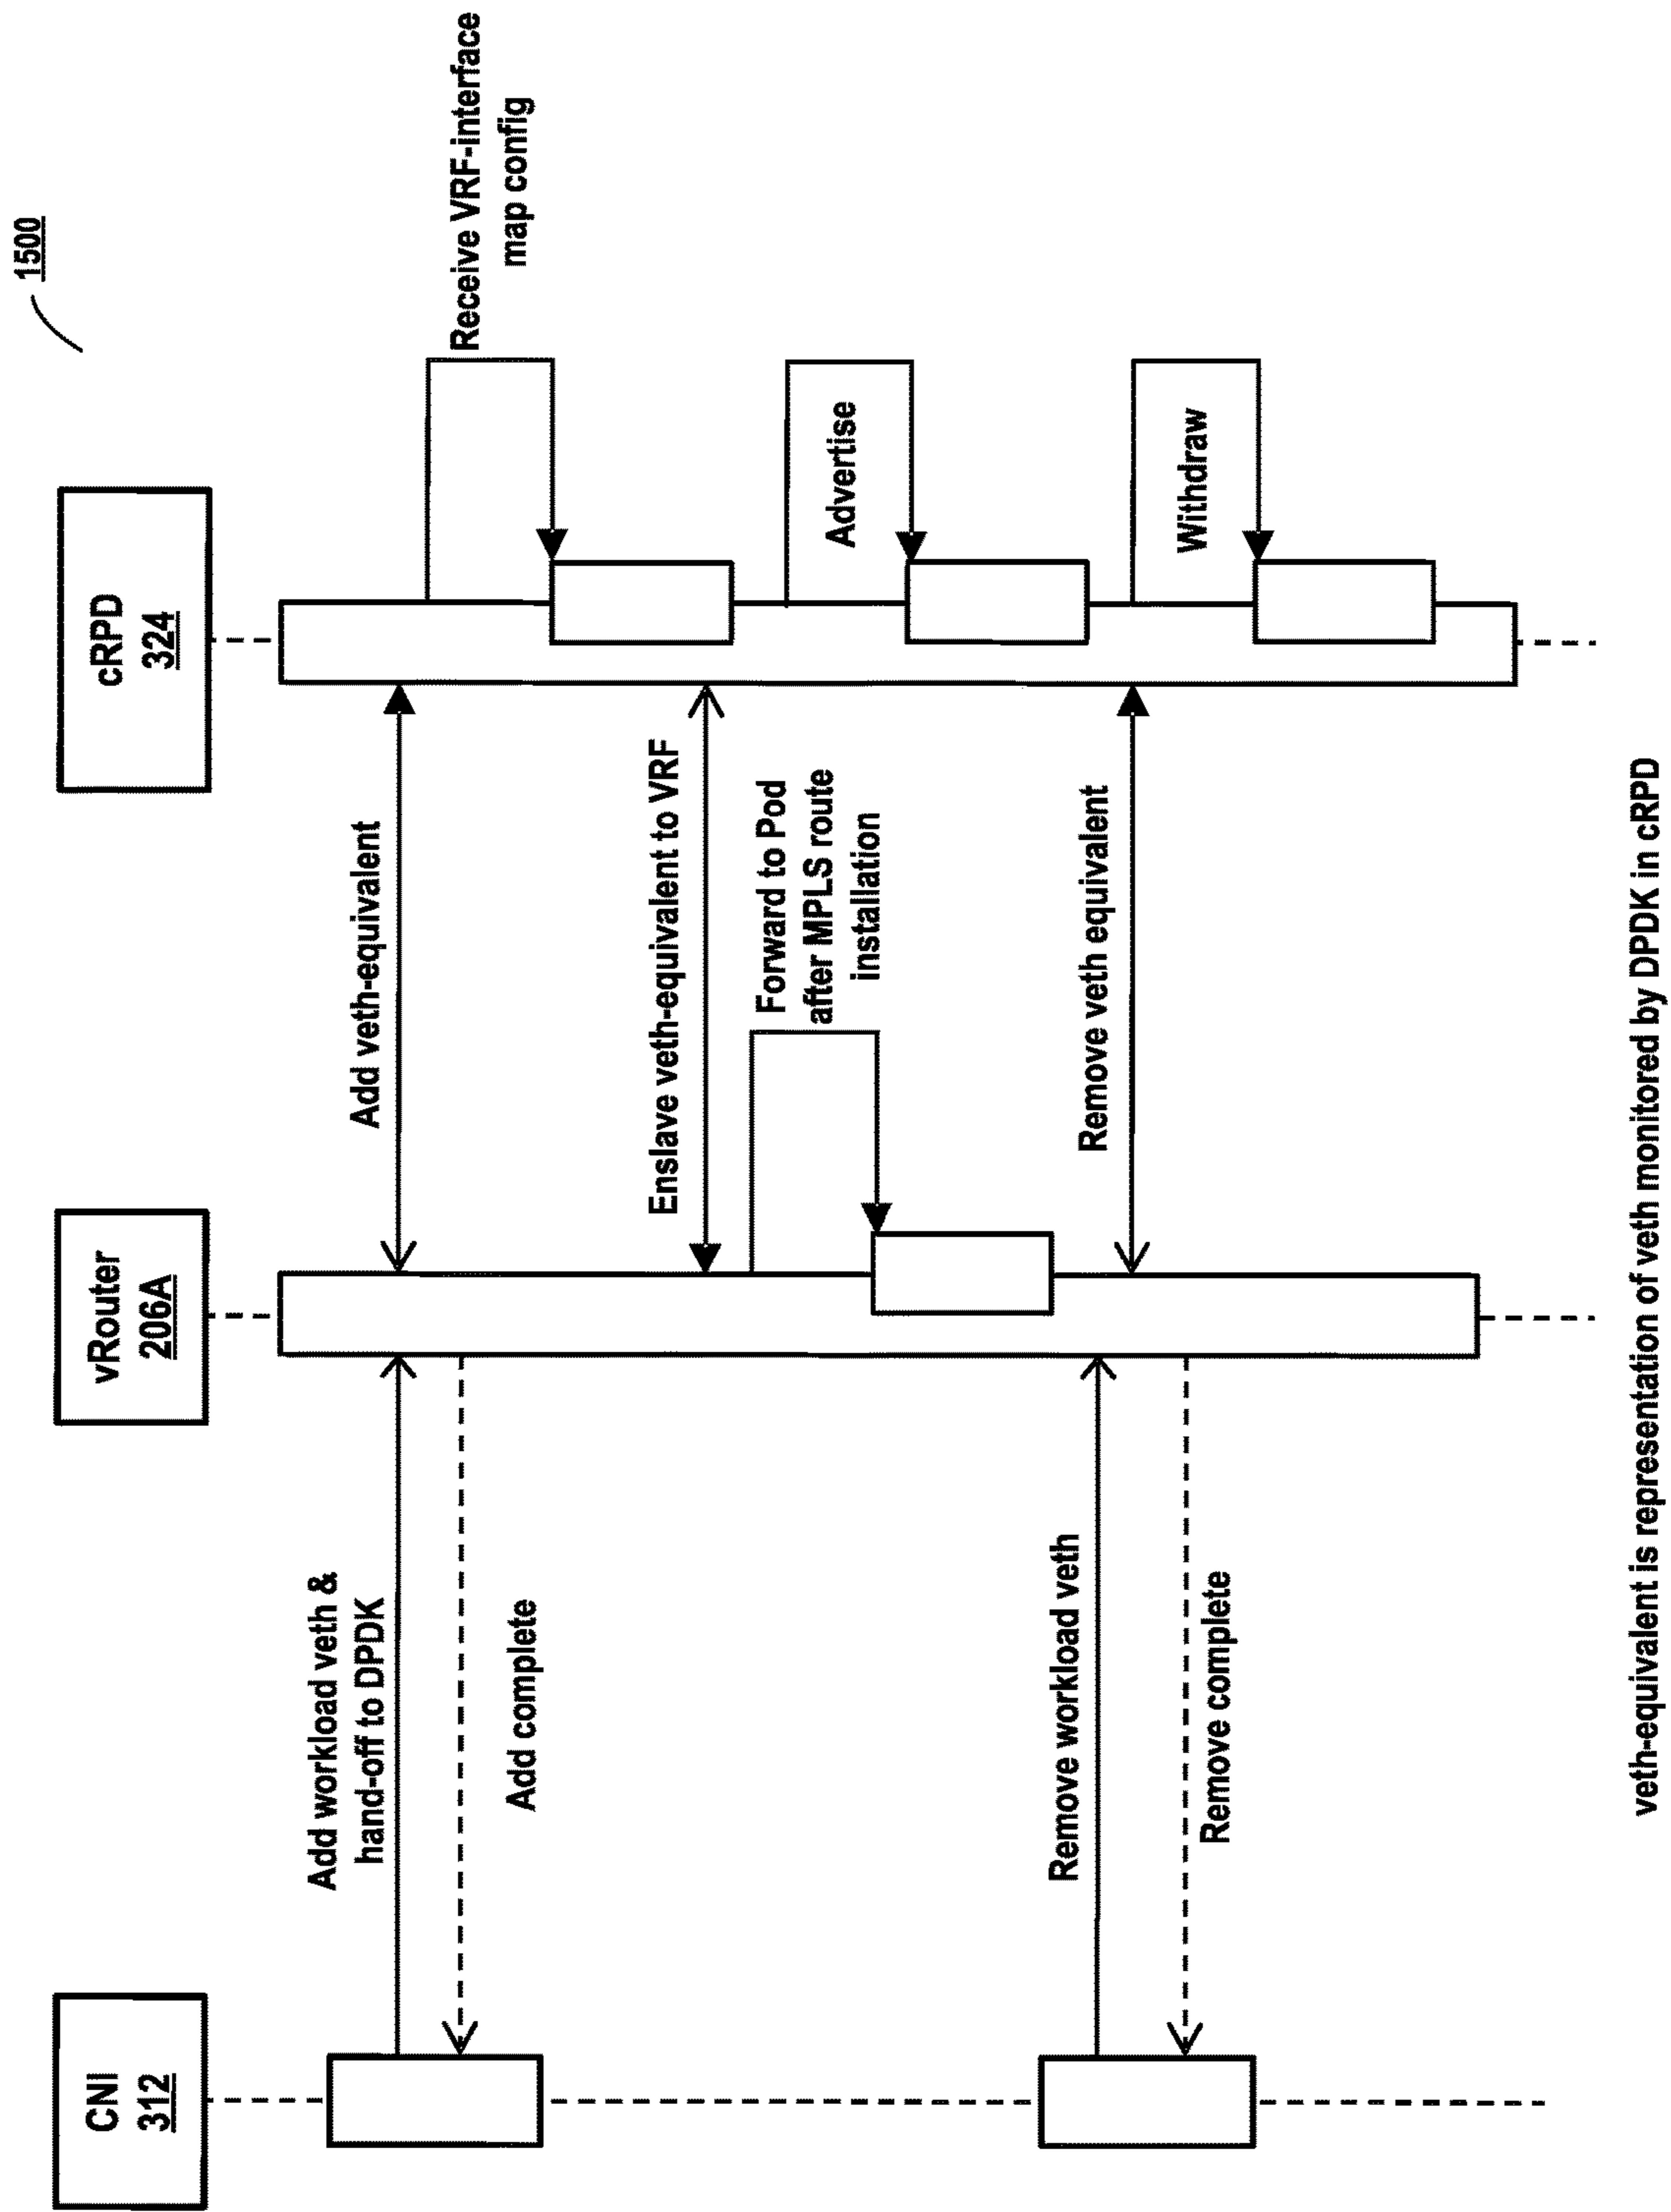 1500
CNI
312
vRouter
206A
cRPD
324
Add workload veth &
hand-off to DPDK
Add complete
Add veth-equivalent
Receive VRF-interface
map config
Enslave veth-equivalent to VRF
Forward to Pod
after MPLS route
installation
Advertise
Remove workload veth
Remove complete
Remove veth equivalent
Withdraw
veth-equivalent is representation of veth monitored by DPDK in cRPD